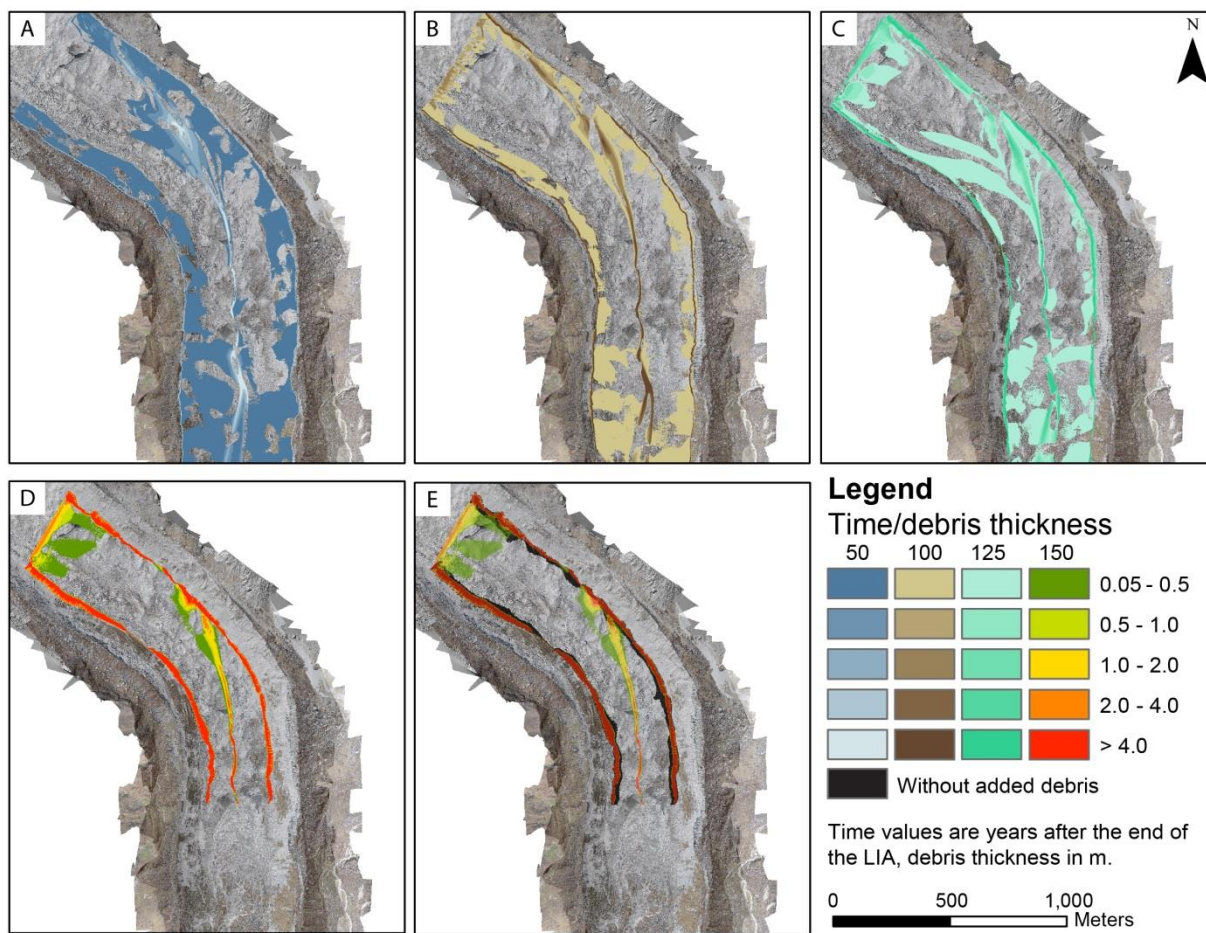 A
B
C
N
D
E
Legend
Time/debris thickness
50 100 125 150
0.05 - 0.5
0.5 - 1.0
1.0 - 2.0
2.0 - 4.0
> 4.0
Without added debris
Time values are years after the end of
the LIA, debris thickness in m.
0 500 1,000
Meters